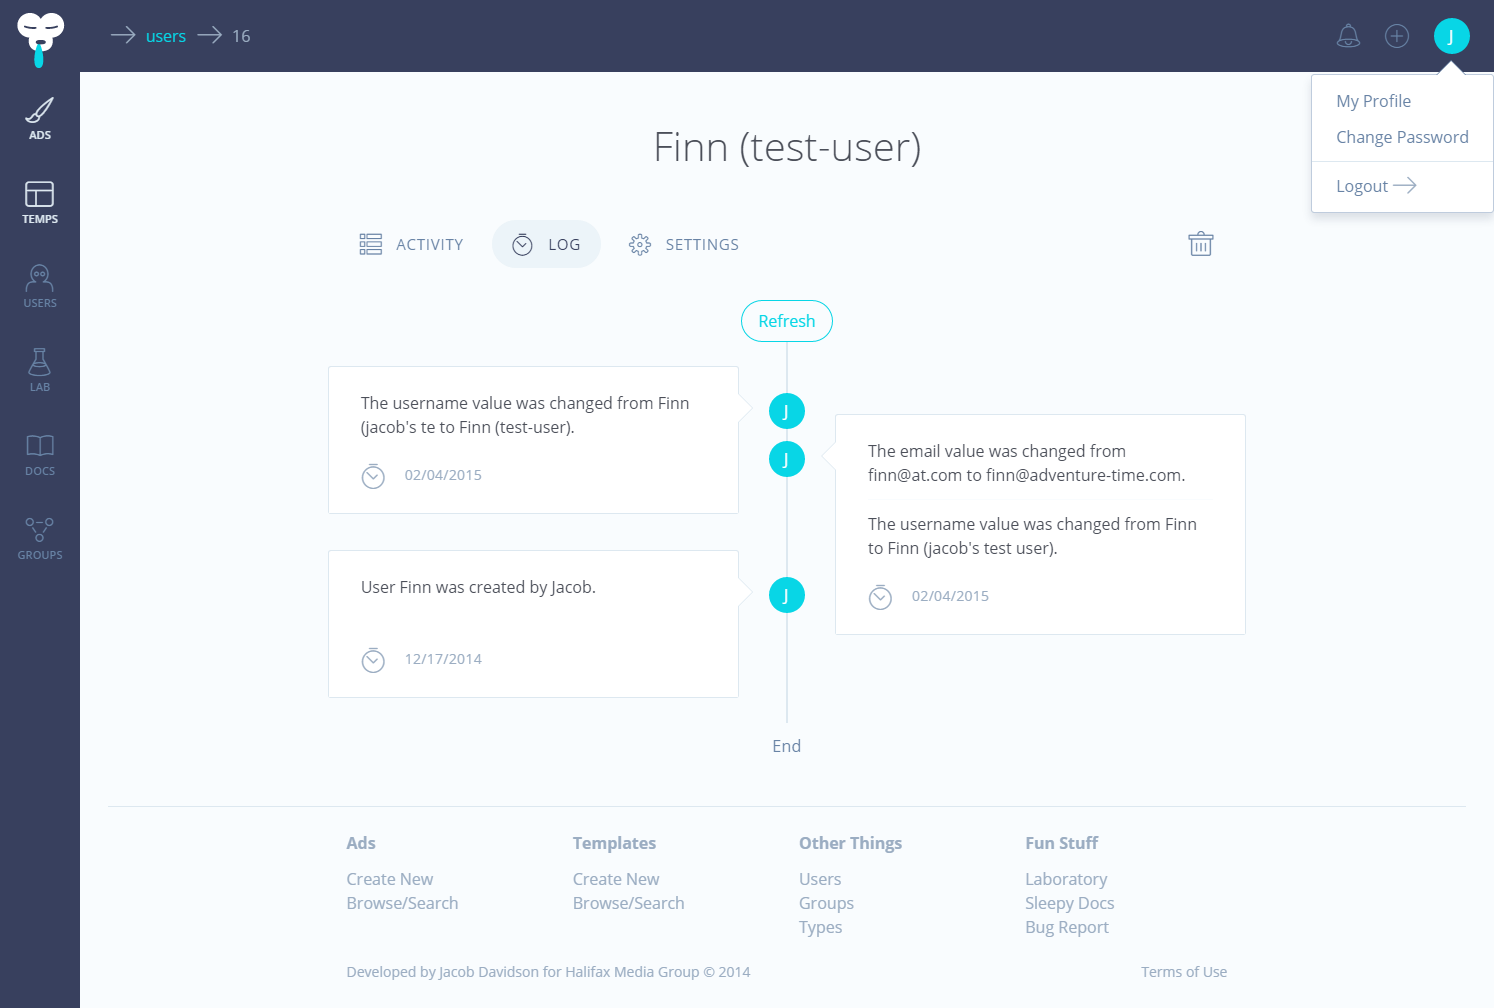 users
16
J
My Profile
Change Password
Logout
ADS
TEMPS
USERS
LAB
DOCS
GROUPS
Finn (test-user)
ACTIVITY
LOG
SETTINGS
Refresh
The username value was changed from Finn
(jacob's te to Finn (test-user).
02/04/2015
J
J
The email value was changed from
finn@at.com to finn@adventure-time.com.
The username value was changed from Finn
to Finn (jacob's test user).
02/04/2015
User Finn was created by Jacob.
12/17/2014
J
End
Ads
Create New
Browse/Search
Templates
Create New
Browse/Search
Other Things
Users
Groups
Types
Fun Stuff
Laboratory
Sleepy Docs
Bug Report
Developed by Jacob Davidson for Halifax Media Group © 2014
Terms of Use